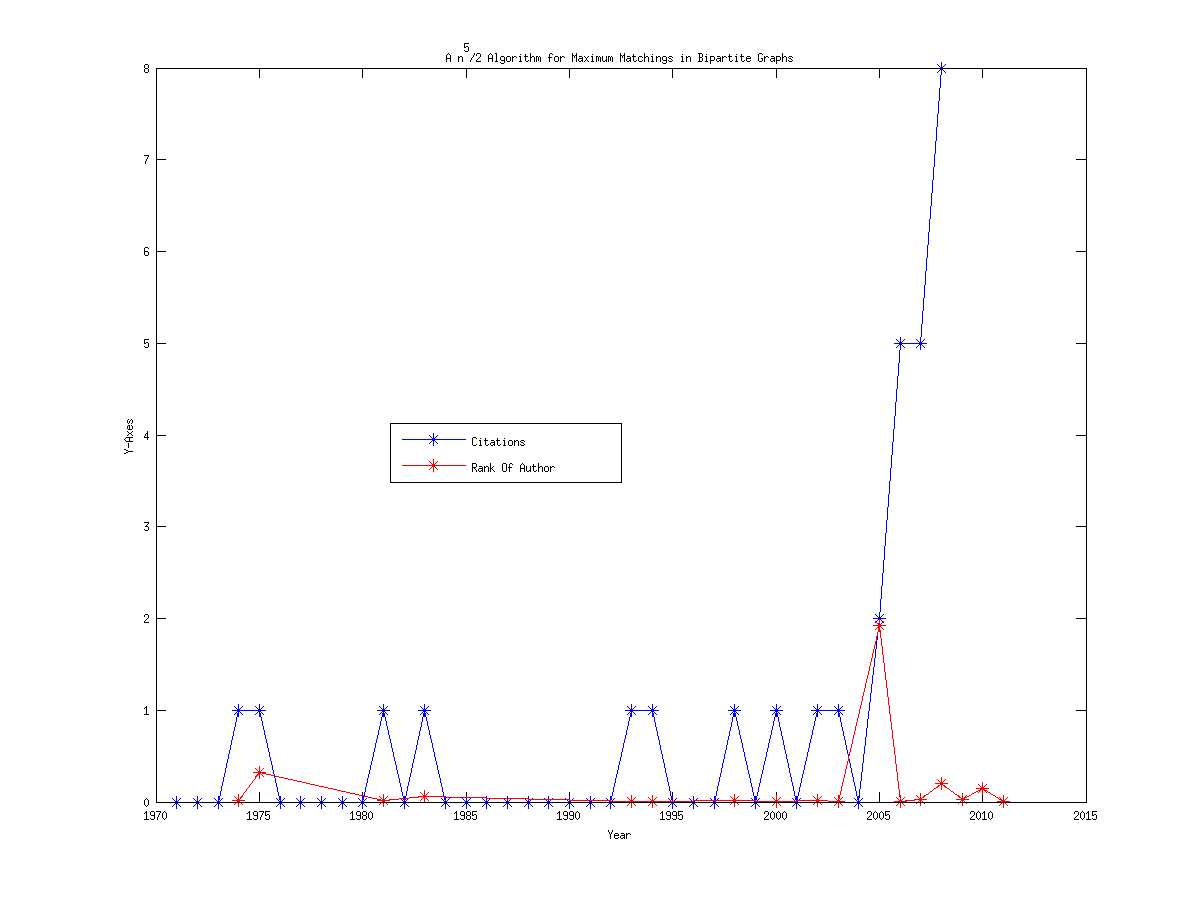 5
A n /2 Algorithm for Maximum Matchings in Bipartite Graphs
8
7
6
5
4
3
2
1
0
Y-Axes
Citations
Rank Of Author
1970 1975 1980 1985 1990 1995 2000 2005 2010 2015
Year